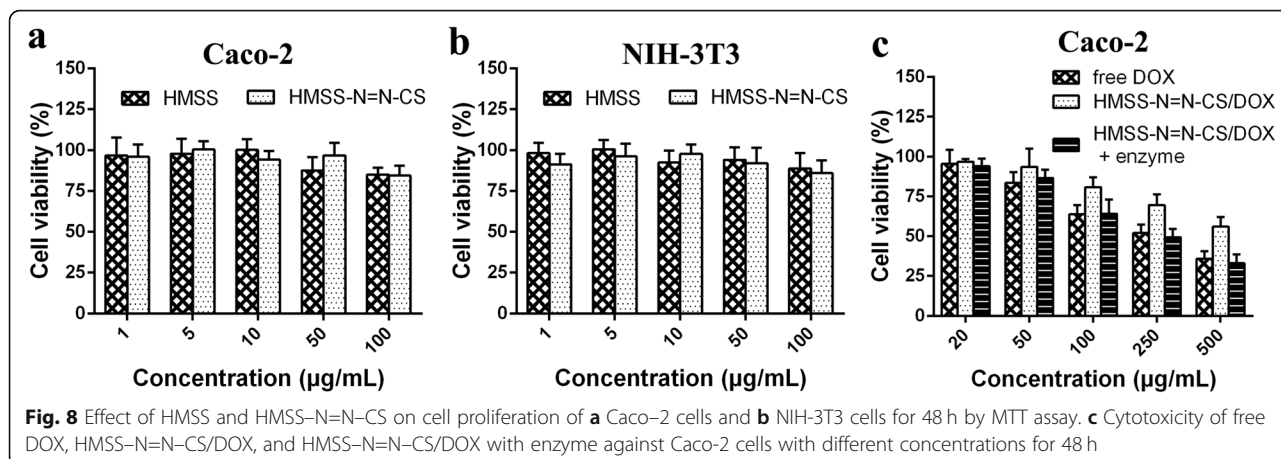 a
Caco-2
HMSS
HMSS-N=N-CS
Cell viability (%)
150
125
100
75
50
25
0
1
5
10
50
100
Concentration (µg/mL)
b
NIH-3T3
HMSS
HMSS-N=N-CS
Cell viability (%)
150
125
100
75
50
25
0
1
5
10
50
100
Concentration (µg/mL)
c
Caco-2
free DOX
HMSS-N=N-CS/DOX
HMSS-N=N-CS/DOX
+ enzyme
Cell viability (%)
150
125
100
75
50
25
0
20
50
100
250
500
Concentration (µg/mL)
Fig. 8 Effect of HMSS and HMSS–N=N–CS on cell proliferation of a Caco–2 cells and b NIH-3T3 cells for 48 h by MTT assay. c Cytotoxicity of free
DOX, HMSS–N=N–CS/DOX, and HMSS–N=N–CS/DOX with enzyme against Caco-2 cells with different concentrations for 48 h